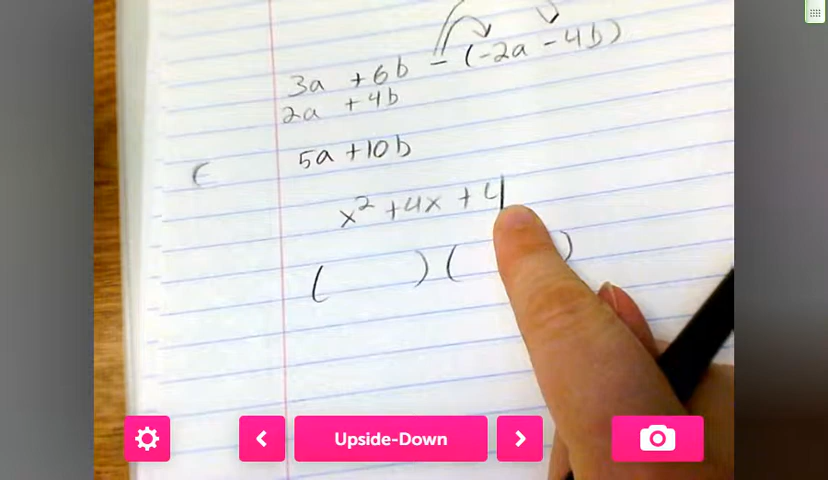 3a + 6b - (-2a - 4b)
2a + 4b
5a + 10b
x² + 4x + 4
( ) ( )
Upside-Down